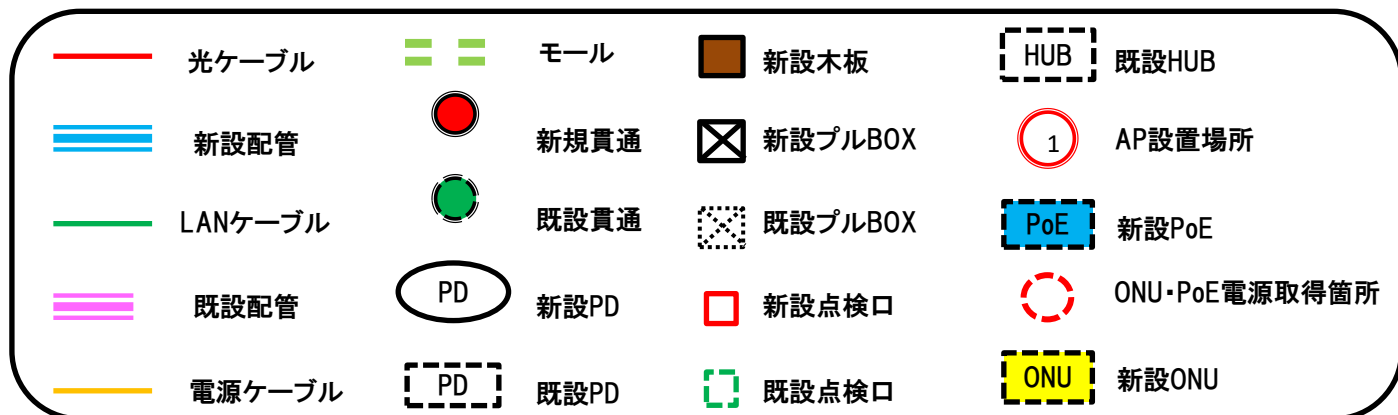 光ケーブル
モール
新設木板
HUB 既設HUB
新設配管
新規貫通
新設プルBOX
1 AP設置場所
LANケーブル
既設貫通
既設プルBOX
PoE 新設PoE
既設配管
PD 新設PD
新設点検口
ONU・PoE電源取得箇所
電源ケーブル
PD 既設PD
既設点検口
ONU 新設ONU